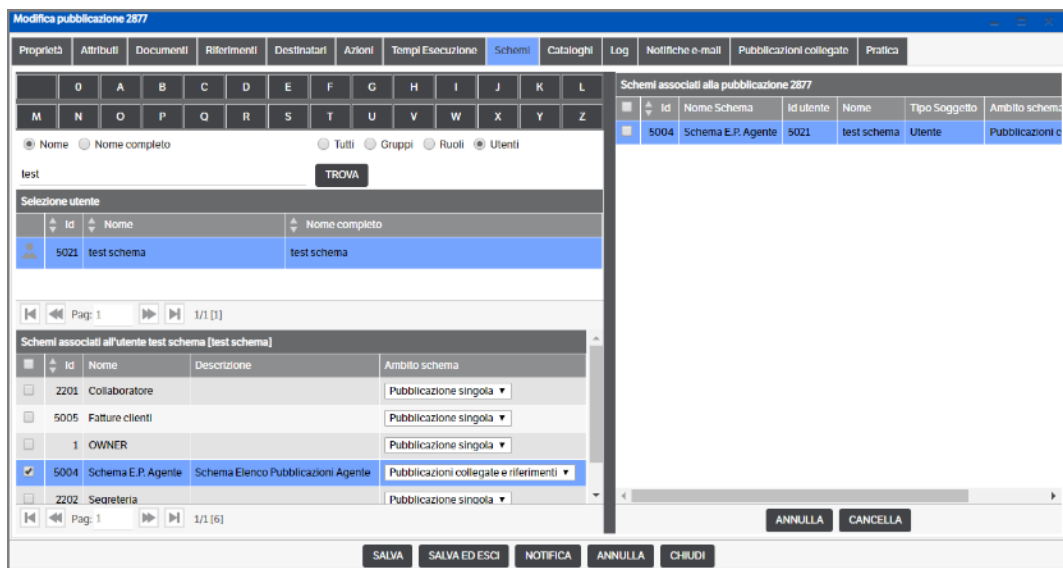 Modifica pubblicazione 2877
Proprietà Attributi Documenti Riferimenti Destinatari Azioni Tempi Esecuzione Schemi Cataloghi Log Notifiche e-mail Pubblicazioni collegate Pratica
0 A B C D E F G H I J K L
M N O P Q R S T U V W X Y Z
Nome Nome completo Tutti Gruppi Ruoli Utenti
test TROVA
Selezione utente
Id Nome Nome completo
5021 test schema test schema
Pag: 1 1/1 [1]
Schemi associati all'utente test schema [test schema]
Id Nome Descrizione Ambito schema
2201 Collaboratore Pubblicazione singola
5005 Fatture clienti Pubblicazione singola
1 OWNER Pubblicazione singola
5004 Schema E.P. Agente Schema Elenco Pubblicazioni Agente Pubblicazioni collegate e riferimenti
2202 Segreteria Pubblicazione singola
Pag: 1 1/1 [6]
Schemi associati alla pubblicazione 2877
Id Nome Schema Id utente Nome Tipo Soggetto Ambito schema
5004 Schema E.P. Agente 5021 test schema Utente Pubblicazioni c
ANNULLA CANCELLA
SALVA SALVA ED ESCI NOTIFICA ANNULLA CHIUDI